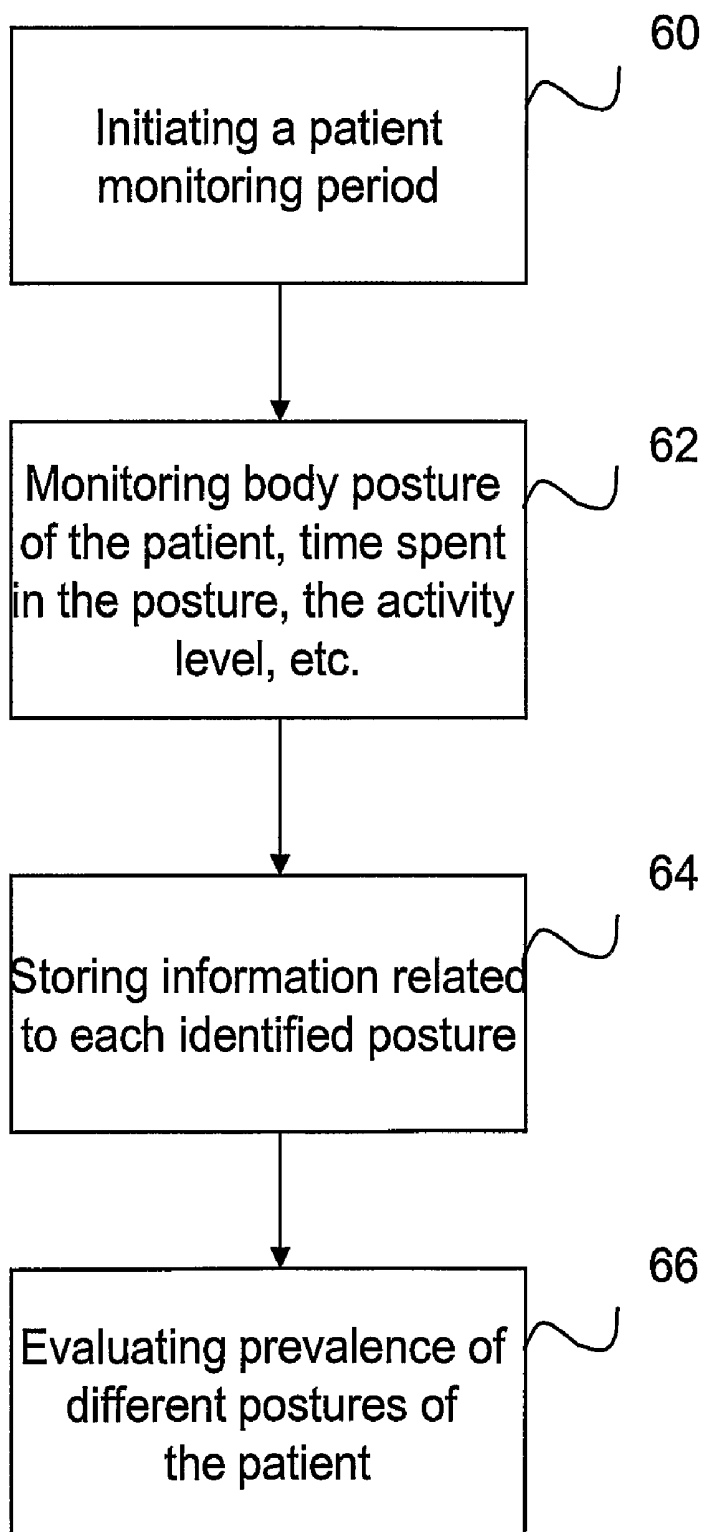 60
Initiating a patient
monitoring period
62
Monitoring body posture
of the patient, time spent
in the posture, the activity
level, etc.
64
Storing information related
to each identified posture
66
Evaluating prevalence of
different postures of
the patient